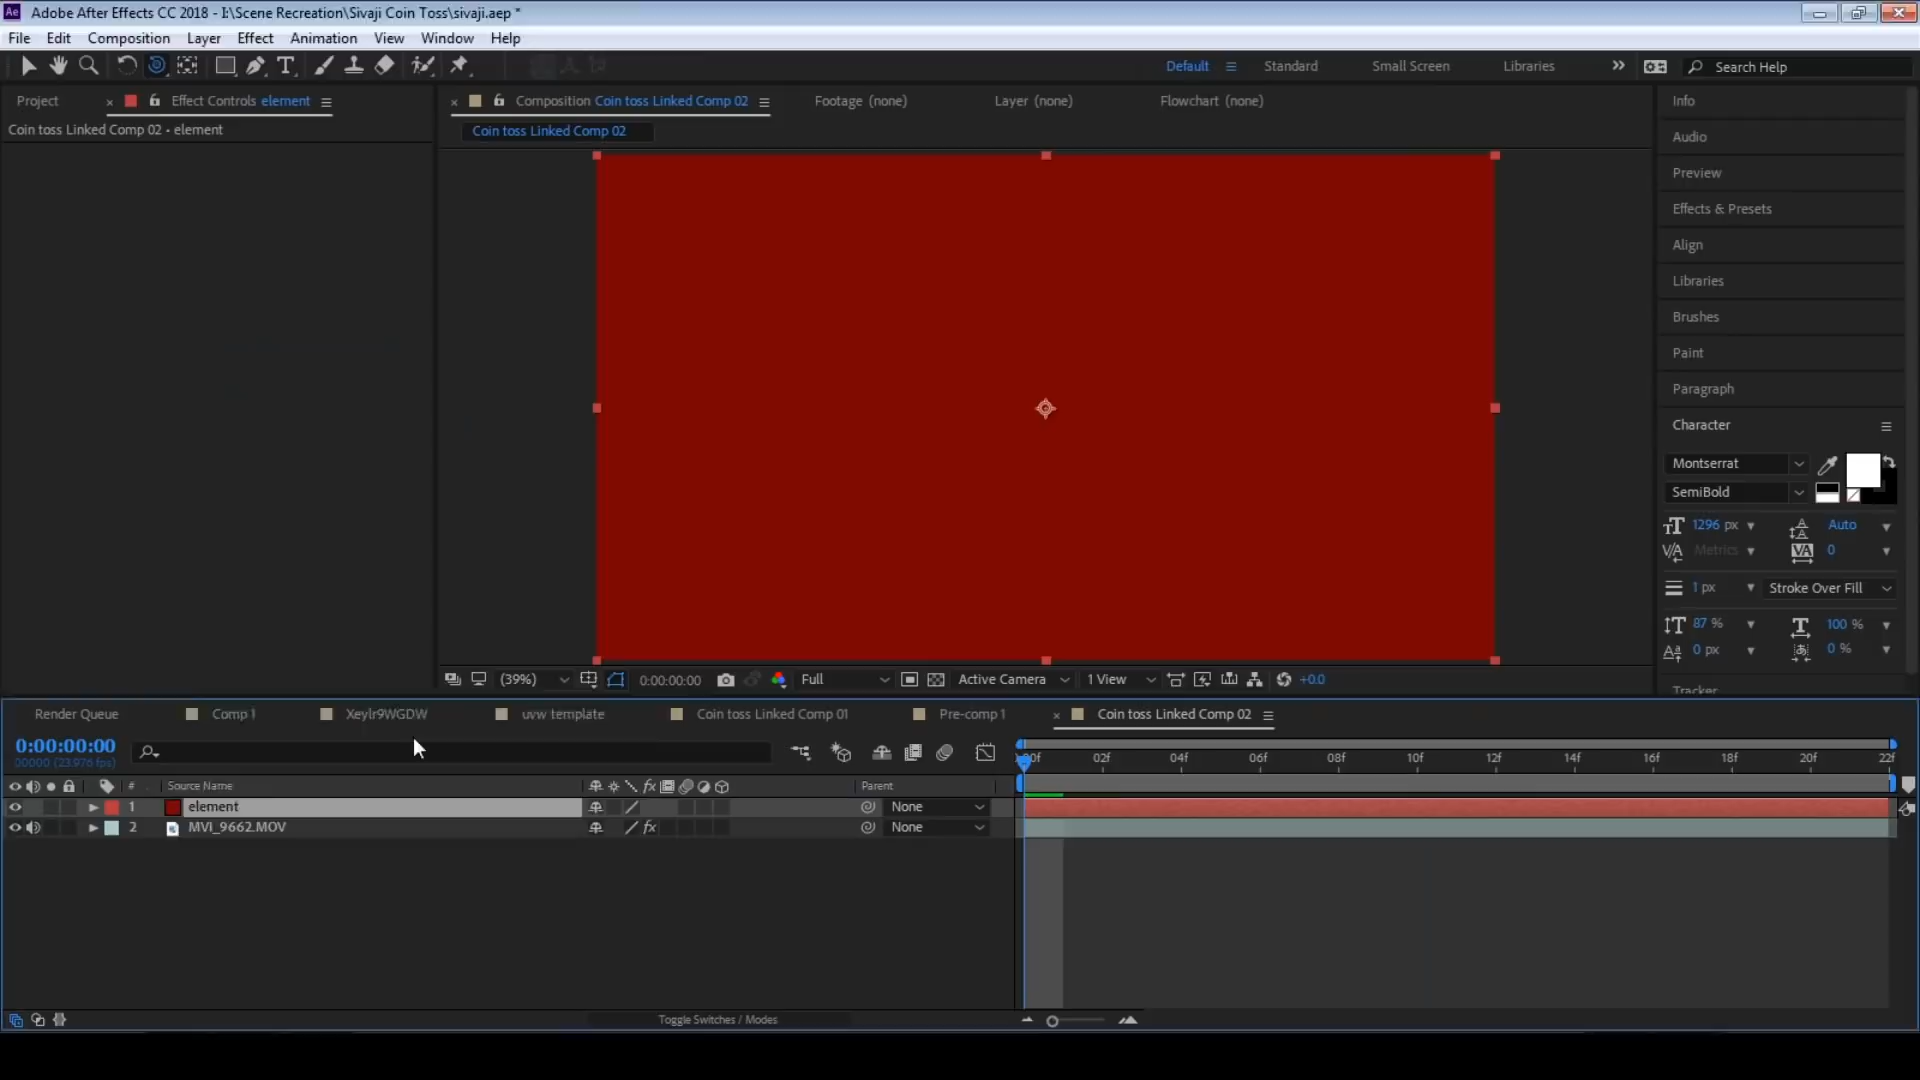 Adobe After Effects CC 2018 - I:\Scene Recreation\Sivaji Coin Toss\sivaji.aep *
File Edit Composition Layer Effect Animation View Window Help
Default Standard Small Screen Libraries Search Help
Project Effect Controls element Composition Coin toss Linked Comp 02 Footage (none) Layer (none) Flowchart (none) Info
Coin toss Linked Comp 02 • element
Coin toss Linked Comp 02
Audio
Preview
Effects & Presets
Align
Libraries
Brushes
Paint
Paragraph
Character
Montserrat
SemiBold
1296 px Auto
Metrics 0
1 px Stroke Over Fill
87 % 100 %
0 px 0 %
Tracker
(39%) 0:00:00:00 Full Active Camera 1 View +0.0
Render Queue Comp 1 Xeylr9WGDW uvw template Coin toss Linked Comp 01 Pre-comp 1 Coin toss Linked Comp 02
0:00:00:00
00000 (23.976 fps)
02f 04f 06f 08f 10f 12f 14f 16f 18f 20f 22f
# Source Name Parent
1 element None
2 MVI_9662.MOV None
Toggle Switches / Modes